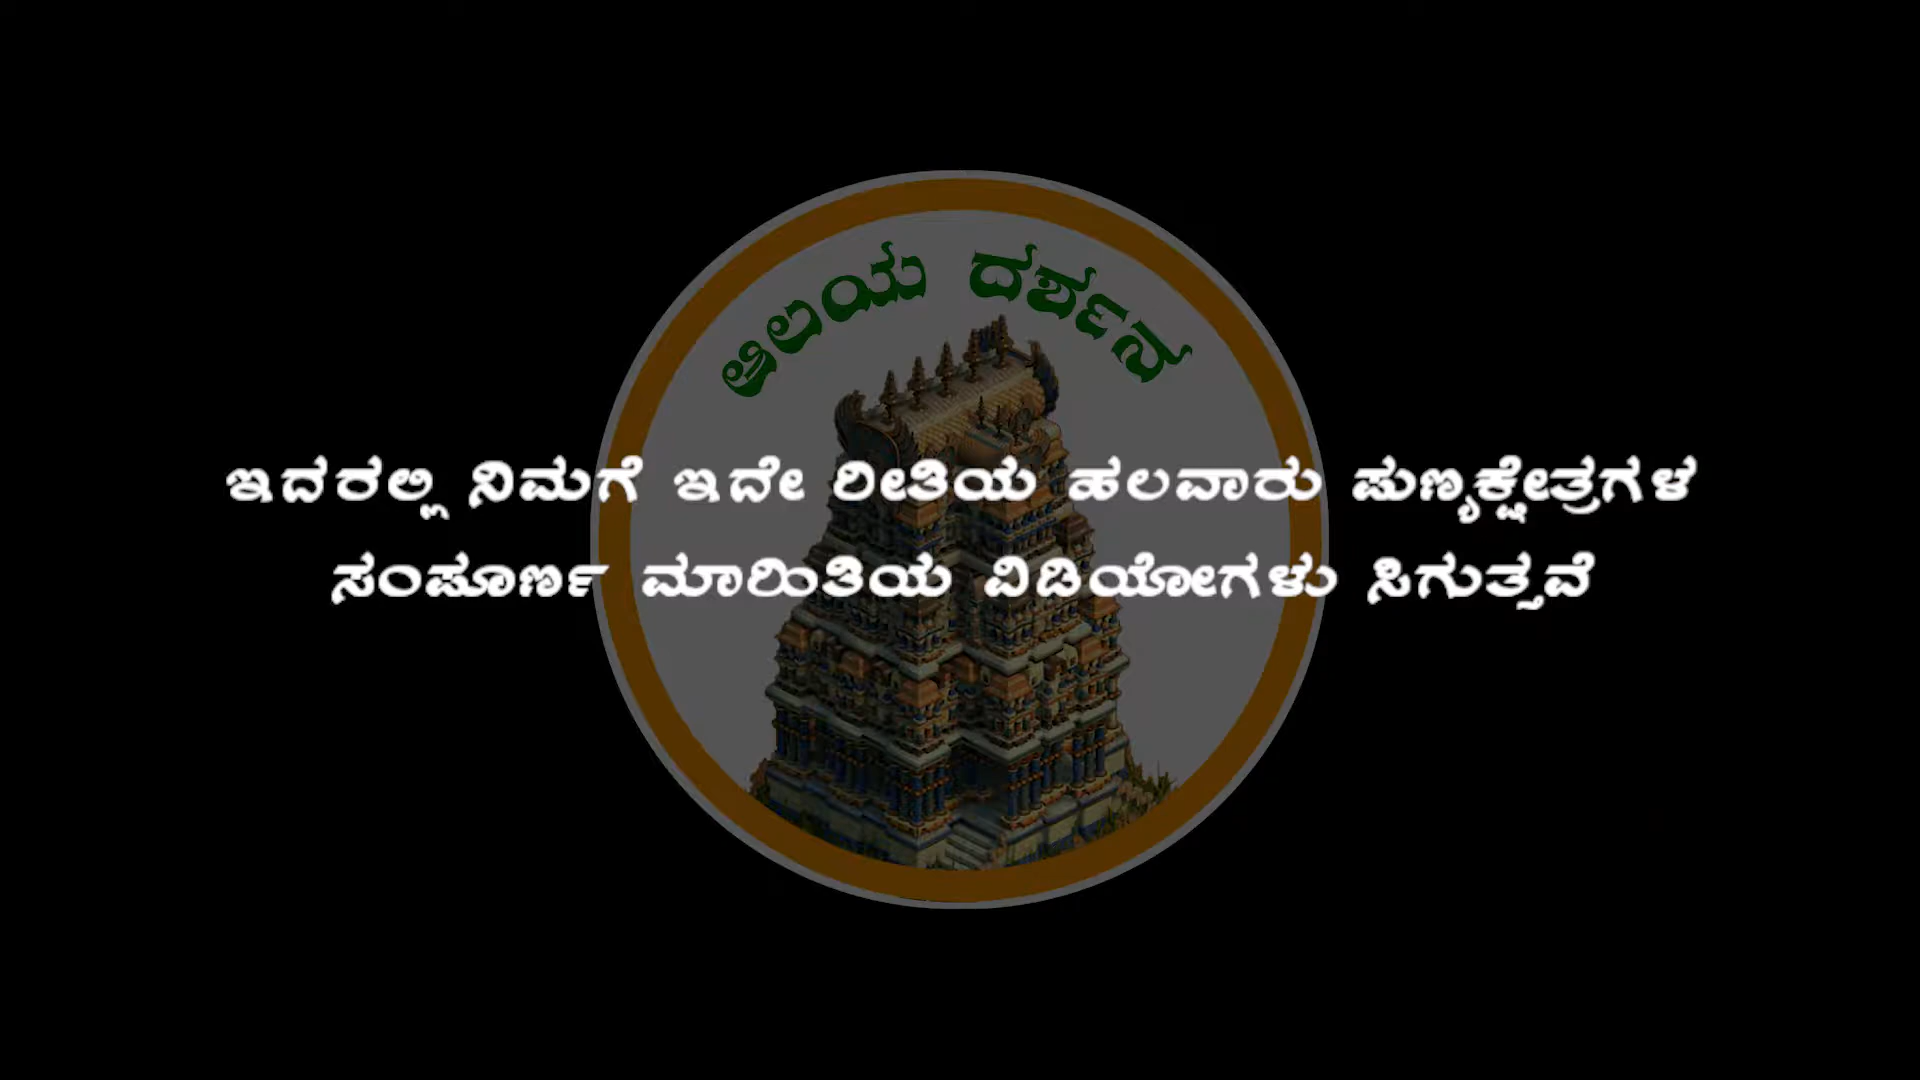 ಆಲಯ ದರ್ಶನ
ಇದರಲ್ಲಿ ನಿಮಗೆ ಇದೇ ರೀತಿಯ ಹಲವಾರು ಪುಣ್ಯಕ್ಷೇತ್ರಗಳ
ಸಂಪೂರ್ಣ ಮಾಹಿತಿಯ ವಿಡಿಯೋಗಳು ಸಿಗುತ್ತವೆ